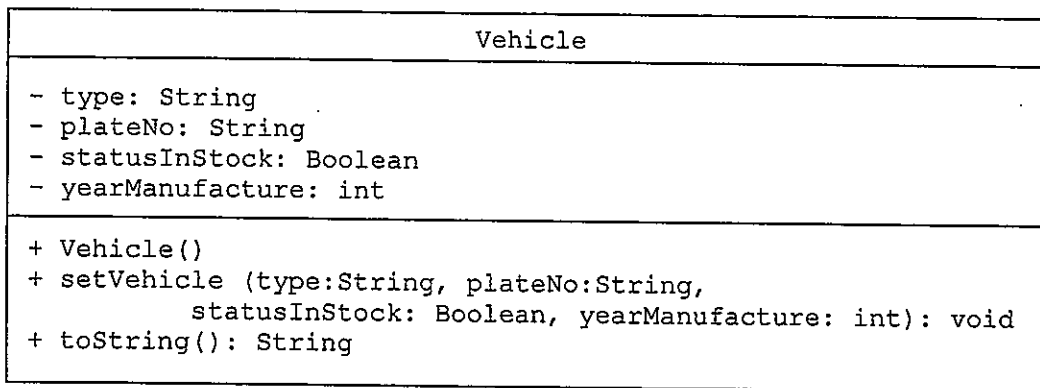 Vehicle
- type: String
- plateNo: String
- statusInStock: Boolean
- yearManufacture: int
+ Vehicle()
+ setVehicle (type:String, plateNo:String,
statusInStock: Boolean, yearManufacture: int): void
+ toString(): String